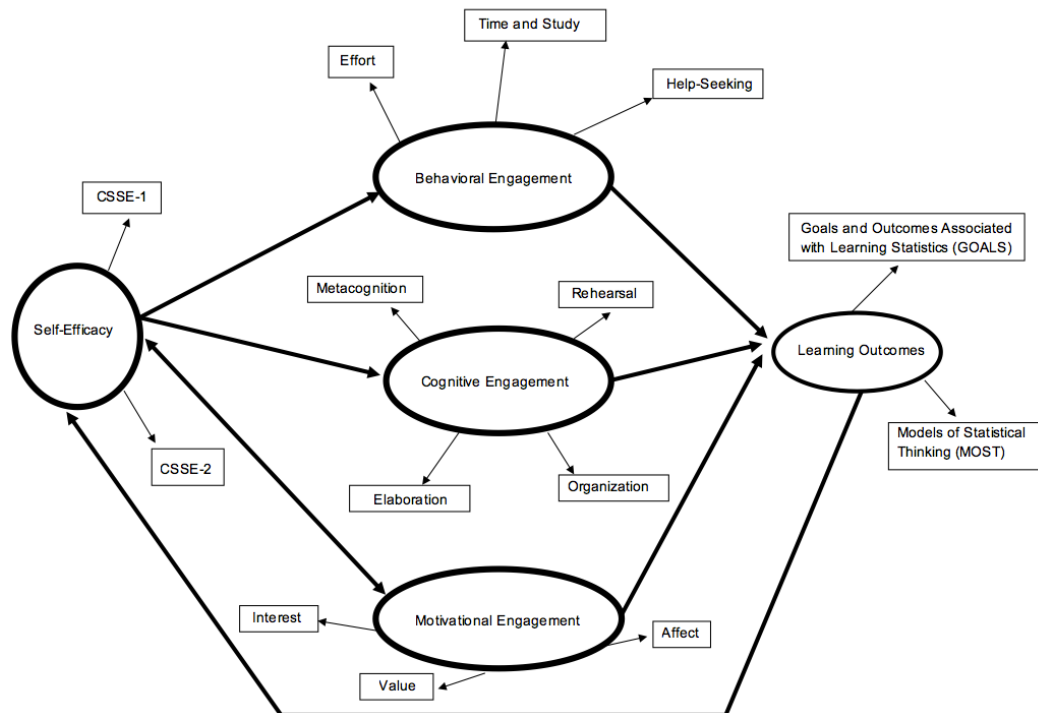 Time and Study
Effort
Help-Seeking
Behavioral Engagement
CSSE-1
Goals and Outcomes Associated
with Learning Statistics (GOALS)
Metacognition
Rehearsal
Self-Efficacy
Learning Outcomes
Cognitive Engagement
Models of Statistical
Thinking (MOST)
CSSE-2
Elaboration
Organization
Interest
Motivational Engagement
Affect
Value